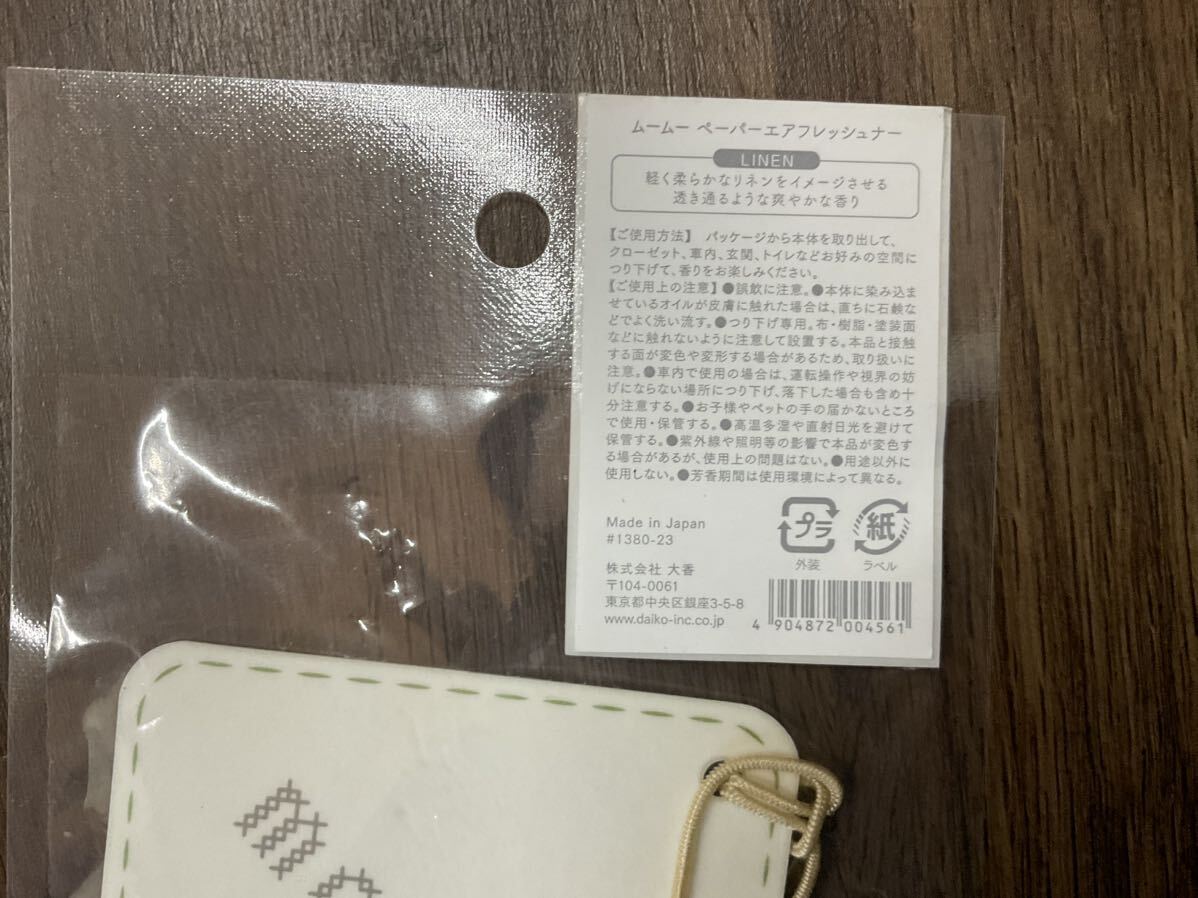 ムームー ペーパーエアフレッシュナー
LINEN
軽く柔らかなリネンをイメージさせる
透き通るような爽やかな香り
【ご使用方法】 パッケージから本体を取り出して、
クローゼット、車内、玄関、トイレなどお好みの空間に
つり下げて、香りをお楽しみください。
【ご使用上の注意】●誤飲に注意。●本体に染み込ま
せているオイルが皮膚に触れた場合は、直ちに石鹸な
どでよく洗い流す。●つり下げ専用。布・樹脂・塗装面
などに触れないように注意して設置する。本品と接触
する面が変色や変形する場合があるため、取り扱いに
注意。●車内で使用の場合は、運転操作や視界の妨
げにならない場所につり下げ、落下した場合も含め十
分注意する。●お子様やペットの手の届かないところ
で使用・保管する。●高温多湿や直射日光を避けて
保管する。●紫外線や照明等の影響で本品が変色す
る場合があるが、使用上の問題はない。●用途以外に
使用しない。●芳香期間は使用環境によって異なる。
Made in Japan
#1380-23
プラ
外装
紙
ラベル
株式会社 大香
〒104-0061
東京都中央区銀座3-5-8
www.daiko-inc.co.jp
4 904872 004561